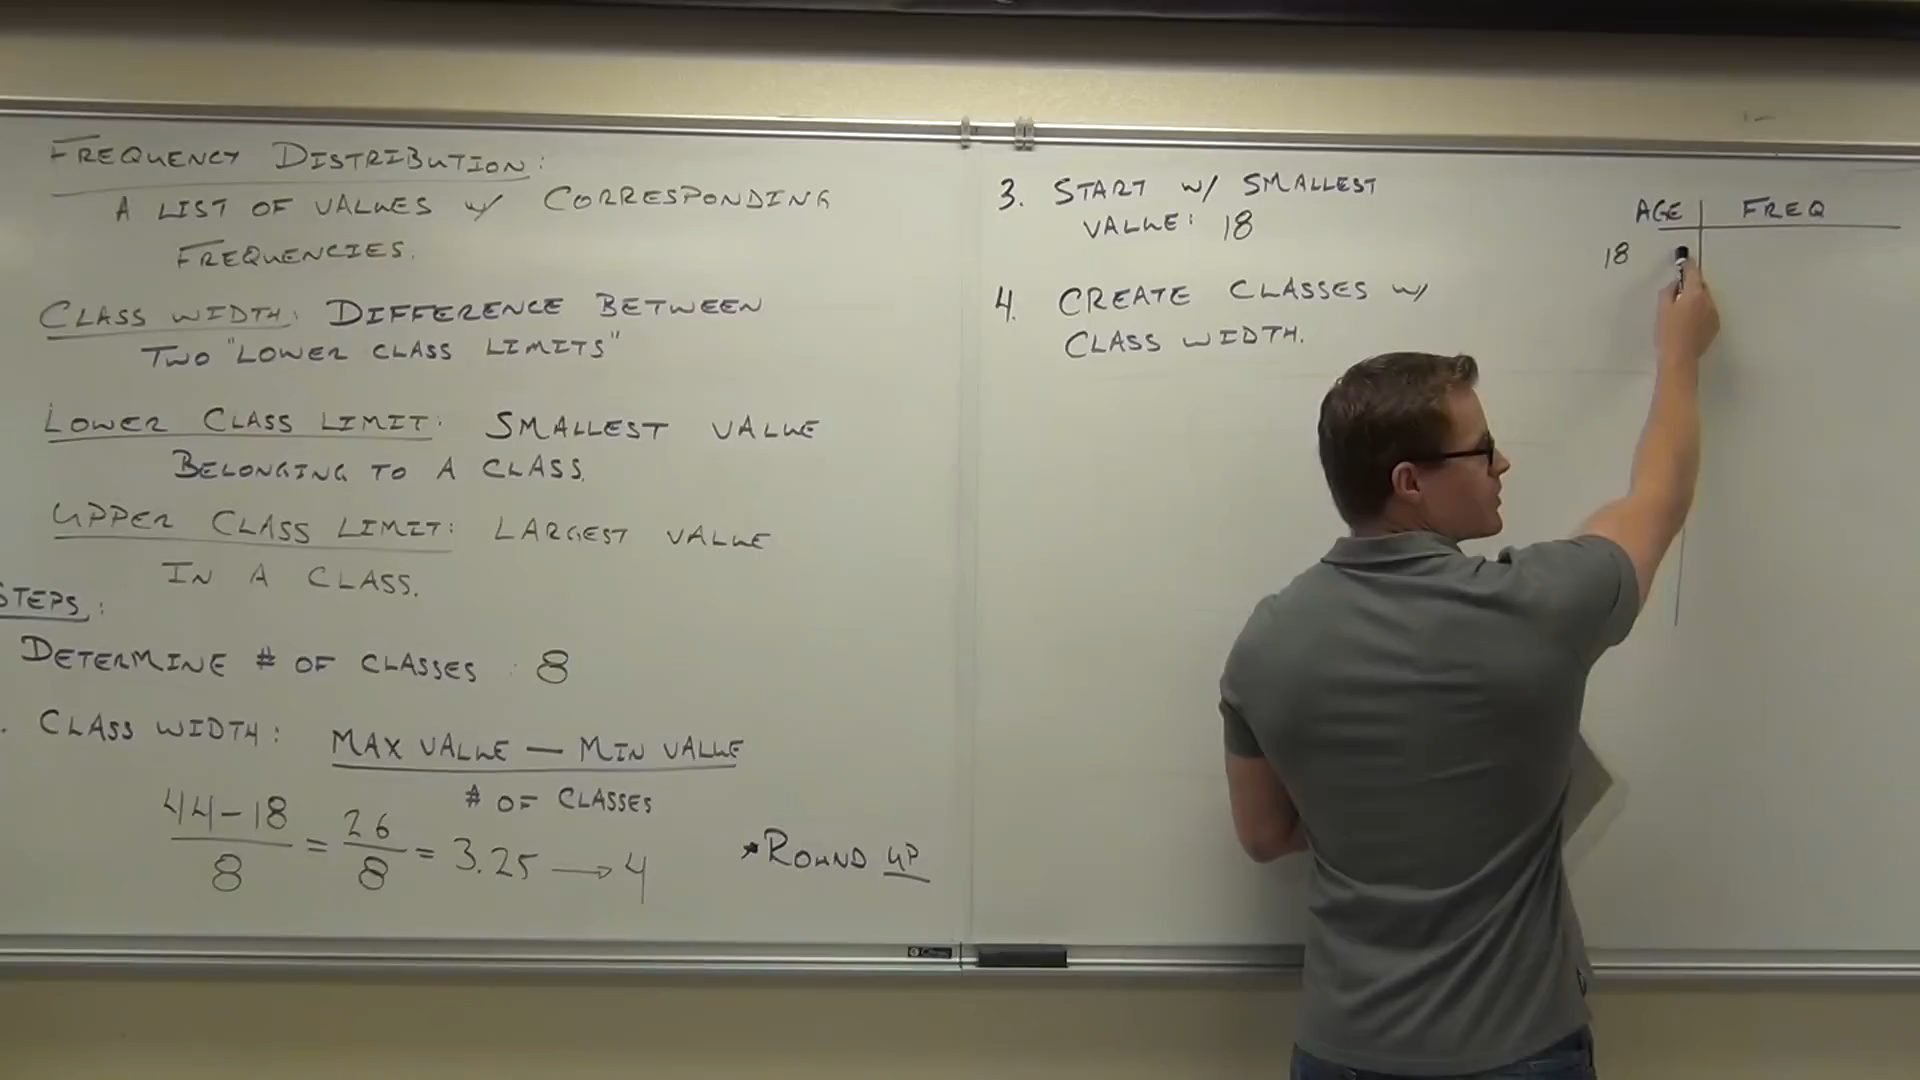 FREQUENCY DISTRIBUTION:
A LIST OF VALUES W/ CORRESPONDING
FREQUENCIES.
CLASS WIDTH: DIFFERENCE BETWEEN
TWO "LOWER CLASS LIMITS"
LOWER CLASS LIMIT: SMALLEST VALUE
BELONGING TO A CLASS.
UPPER CLASS LIMIT: LARGEST VALUE
IN A CLASS.
STEPS:
DETERMINE # OF CLASSES : 8
. CLASS WIDTH: MAX VALUE — MIN VALUE
# OF CLASSES
44-18 / 8 = 26 / 8 = 3.25 → 4
*ROUND UP
3. START W/ SMALLEST
VALUE: 18
4. CREATE CLASSES W/
CLASS WIDTH.
AGE | FREQ
18